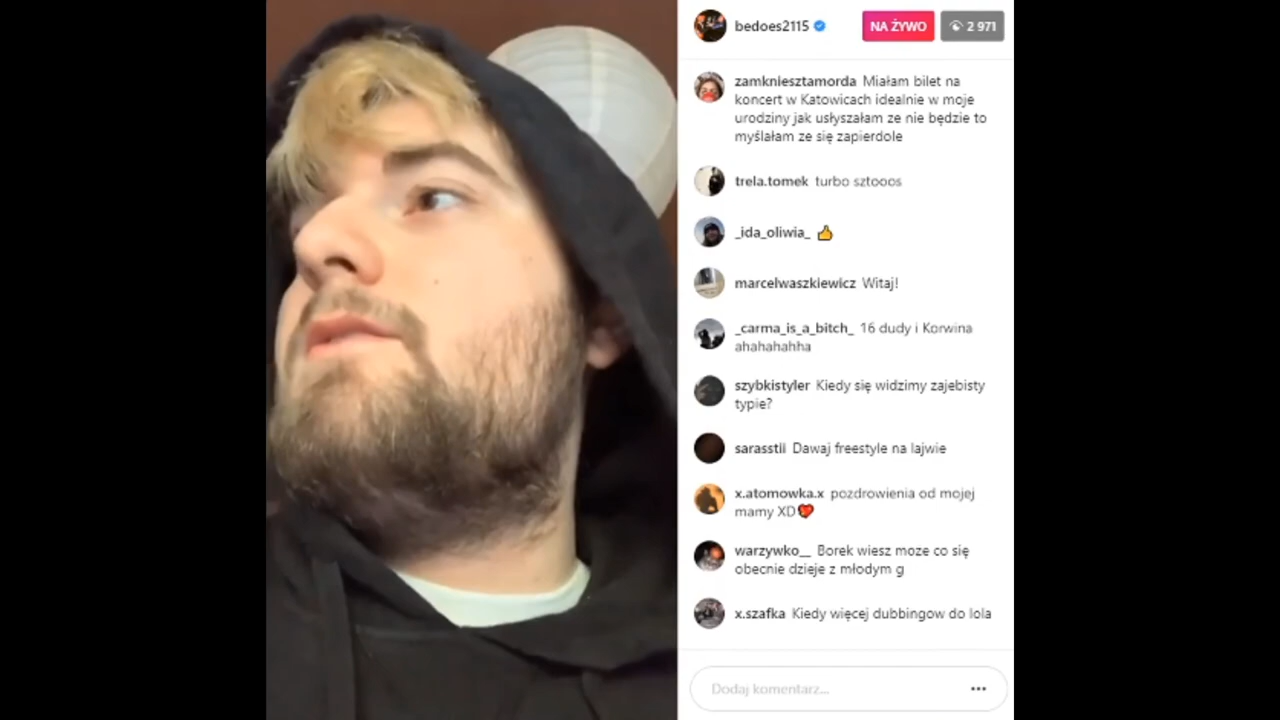 bedoes2115
NA ŻYWO
2 971
zamkniesztamorda Miałam bilet na
koncert w Katowicach idealnie w moje
urodziny jak usłyszałam ze nie będzie to
myślałam ze się zapierdole
trela.tomek turbo sztooos
_ida_oliwia_ 👍
marcelwaszkiewicz Witaj!
_carma_is_a_bitch_ 16 dudy i Korwina
ahahahahha
szybkistyler Kiedy się widzimy zajebisty
typie?
sarasstii Dawaj freestyle na lajwie
x.atomowka.x pozdrowienia od mojej
mamy XD❤️
warzywko__ Borek wiesz moze co się
obecnie dzieje z młodym g
x.szafka Kiedy więcej dubbingow do lola
Dodaj komentarz...